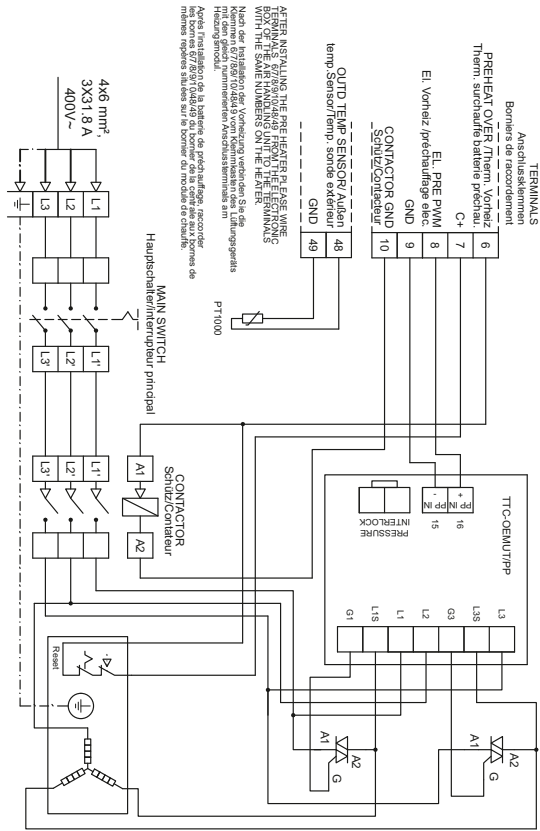 TERMINALS
Anschlussklemmen
Borniers de raccordement
PREHEAT OVER /Therm. Vorheiz
Therm. surchauffe batterie préchau.
C+
EL PRE PWM
El. Vorheiz /préchauffage elec.
GND
CONTACTOR GND
Schütz/Contacteur
6
7
8
9
10
OUTD TEMP SENSOR/ Außen
temp.Sensor/Temp. sonde extérieur
GND
48
49
PT1000
AFTER INSTALLING THE PRE HEATER PLEASE WIRE
TERMINALS 6/7/8/9/10/48/49 FROM THE ELECTRONIC
BOX OF THE AIR HANDLING UNIT TO THE TERMINALS
WITH THE SAME NUMBERS ON THE HEATER.
Nach der Installation der Vorheizung verbinden Sie die
Klemmen 6/7/8/9/10/48/49 vom Klemmkasten des Lüftungsgeräts
mit den gleich nummerierten Anschlussterminals am
Heizungsmodul.
Après l'installation de la batterie de préchauffage, raccorder
les bornes 6/7/8/9/10/48/49 du bornier de la centrale aux bornes de
mêmes repères situées sur le bornier du module de chauffe.
4x6 mm²,
3X31.8 A
400V~
L1
L2
L3
MAIN SWITCH
Hauptschalter/interrupteur principal
L1'
L2'
L3'
L1'
L2'
L3'
CONTACTOR
Schütz/Contateur
A1
A2
TTC-OEMUT/PP
PP IN +
PP IN -
16
15
PRESSURE
INTERLOCK
L3
L3S
G3
L2
L1
L1S
G1
A1
A2
G
A1
A2
G
Reset